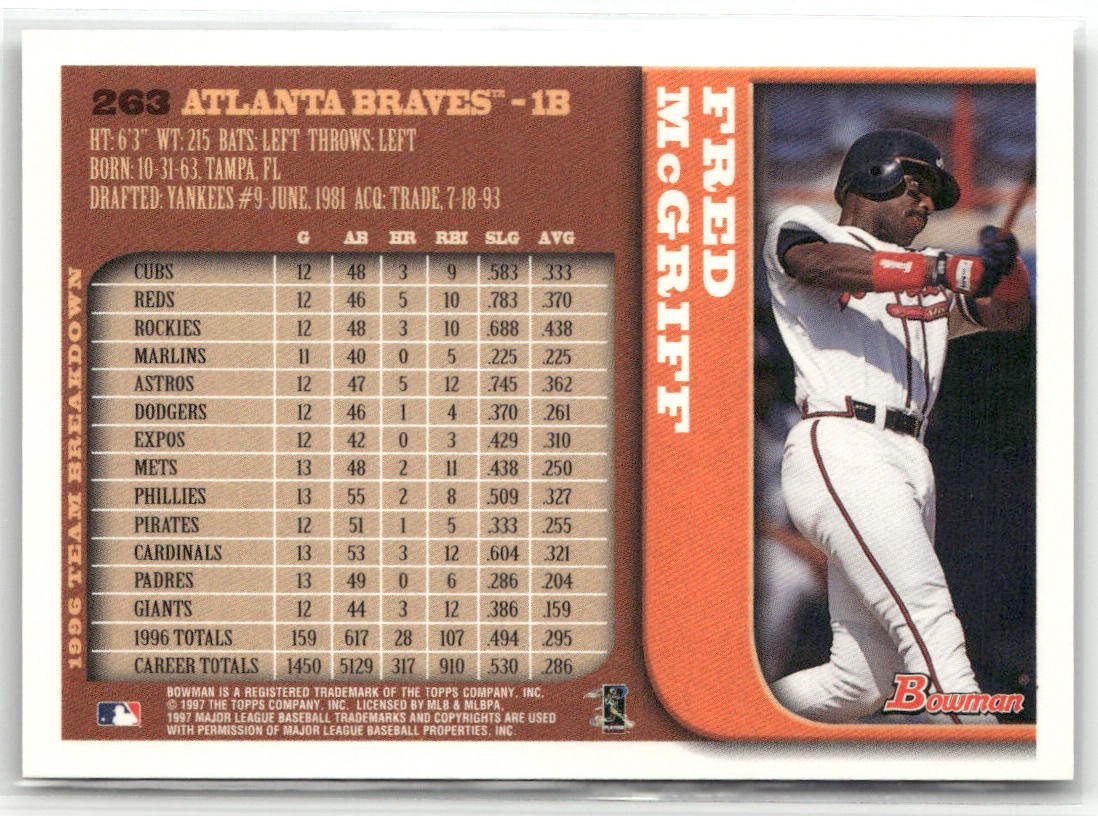 263 ATLANTA BRAVES™ - 1B
HT: 6'3" WT: 215 BATS: LEFT THROWS: LEFT
BORN: 10-31-63, TAMPA, FL
DRAFTED: YANKEES #9-JUNE, 1981 ACQ: TRADE, 7-18-93
1996 TEAM BREAKDOWN
G AB HR RBI SLG AVG
CUBS 12 48 3 9 .583 .333
REDS 12 46 5 10 .783 .370
ROCKIES 12 48 3 10 .688 .438
MARLINS 11 40 0 5 .225 .225
ASTROS 12 47 5 12 .745 .362
DODGERS 12 46 1 4 .370 .261
EXPOS 12 42 0 3 .429 .310
METS 13 48 2 11 .438 .250
PHILLIES 13 55 2 8 .509 .327
PIRATES 12 51 1 5 .333 .255
CARDINALS 13 53 3 12 .604 .321
PADRES 13 49 0 6 .286 .204
GIANTS 12 44 3 12 .386 .159
1996 TOTALS 159 617 28 107 .494 .295
CAREER TOTALS 1450 5129 317 910 .530 .286
BOWMAN IS A REGISTERED TRADEMARK OF THE TOPPS COMPANY, INC.
© 1997 THE TOPPS COMPANY, INC. LICENSED BY MLB & MLBPA,
1997 MAJOR LEAGUE BASEBALL TRADEMARKS AND COPYRIGHTS ARE USED
WITH PERMISSION OF MAJOR LEAGUE BASEBALL PROPERTIES, INC.
FRED
McGRIFF
Bowman